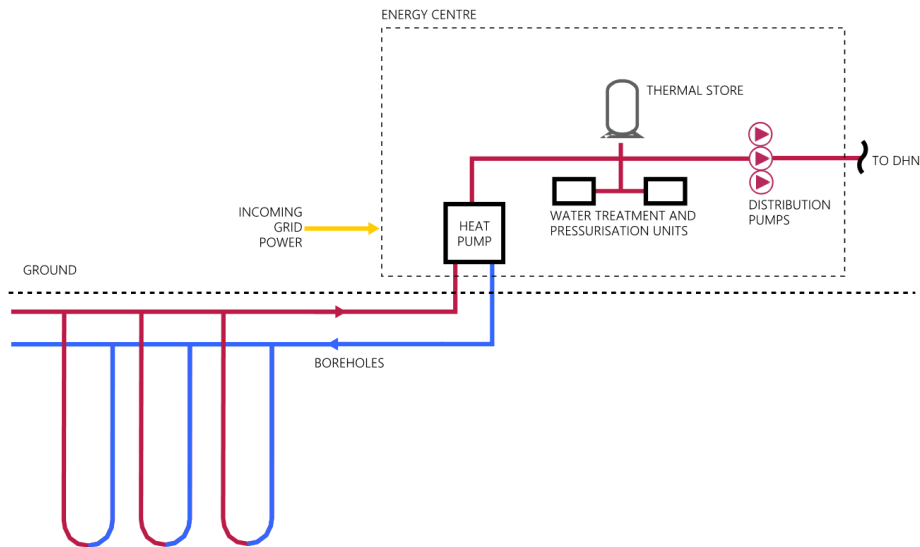 ENERGY CENTRE
THERMAL STORE
TO DHN
INCOMING
GRID
POWER
HEAT
PUMP
WATER TREATMENT AND
PRESSURISATION UNITS
DISTRIBUTION
PUMPS
GROUND
BOREHOLES